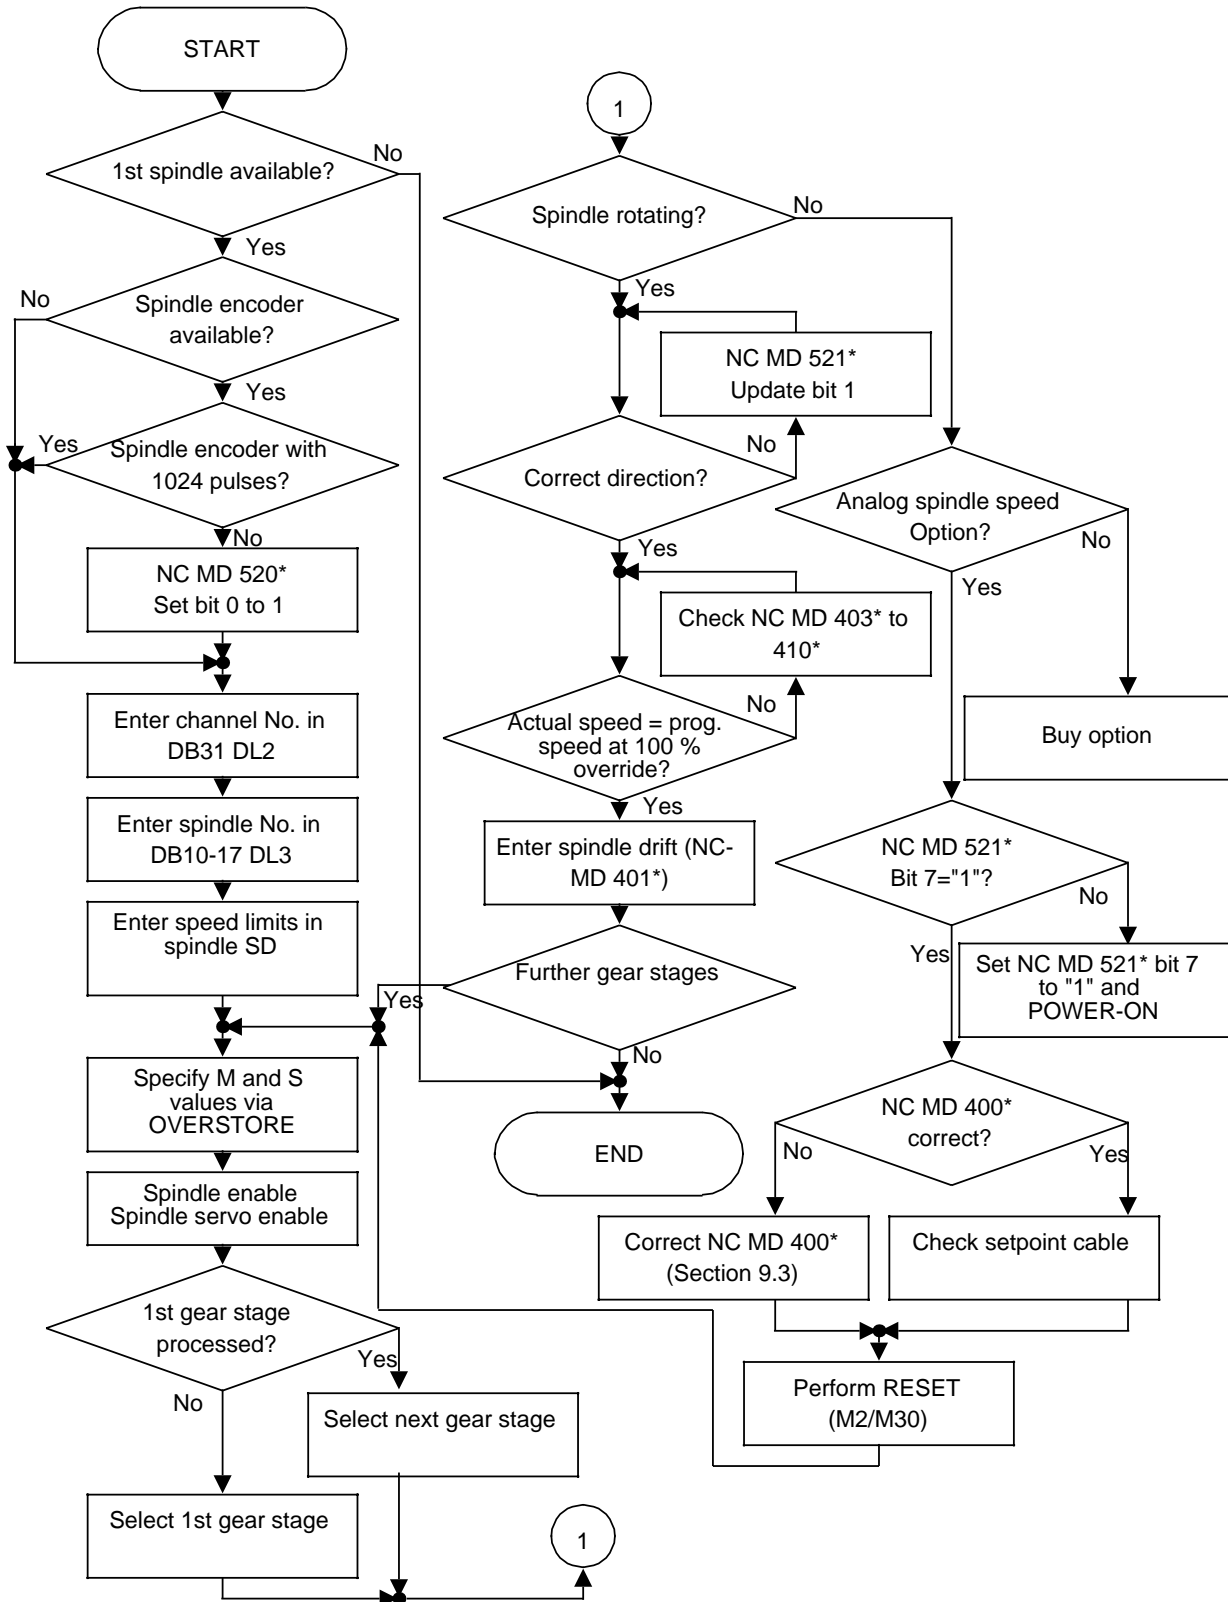 START
1st spindle available?
No
Yes
Spindle encoder
available?
No
Yes
Spindle encoder with
1024 pulses?
Yes
No
NC MD 520*
Set bit 0 to 1
Enter channel No. in
DB31 DL2
Enter spindle No. in
DB10-17 DL3
Enter speed limits in
spindle SD
Specify M and S
values via
OVERSTORE
Spindle enable
Spindle servo enable
1st gear stage
processed?
Yes
No
Select next gear stage
Select 1st gear stage
1
1
Spindle rotating?
No
Yes
NC MD 521*
Update bit 1
No
Correct direction?
Yes
Check NC MD 403* to
410*
No
Actual speed = prog.
speed at 100 %
override?
Yes
Enter spindle drift (NC-
MD 401*)
Further gear stages
Yes
No
END
Analog spindle speed
Option?
No
Yes
Buy option
NC MD 521*
Bit 7="1"?
No
Yes
Set NC MD 521* bit 7
to "1" and
POWER-ON
NC MD 400*
correct?
No
Yes
Correct NC MD 400*
(Section 9.3)
Check setpoint cable
Perform RESET
(M2/M30)